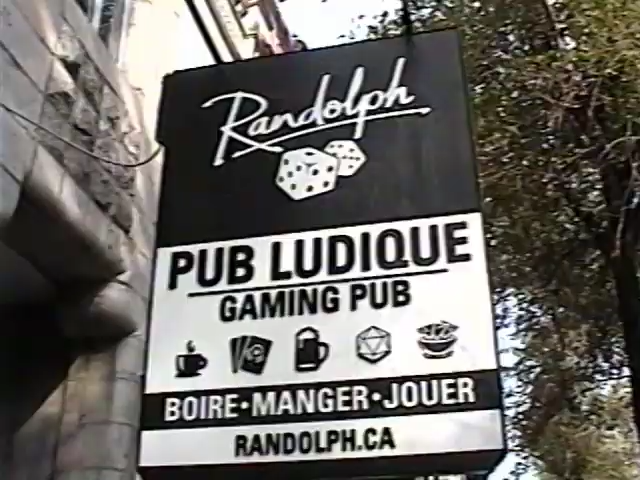 Randolph
PUB LUDIQUE
GAMING PUB
BOIRE•MANGER•JOUER
RANDOLPH.CA